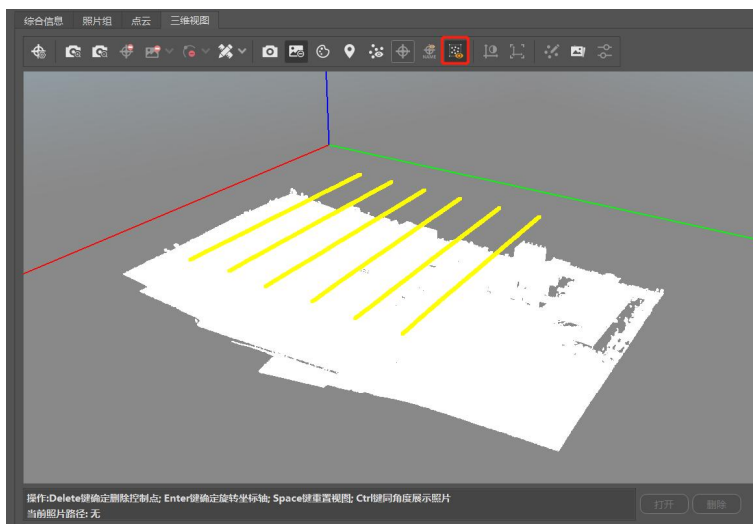 综合信息 照片组 点云 三维视图
NAME
操作:Delete键确定删除控制点; Enter键确定旋转坐标轴; Space键重置视图; Ctrl键同角度展示照片
打开 删除
当前照片路径: 无